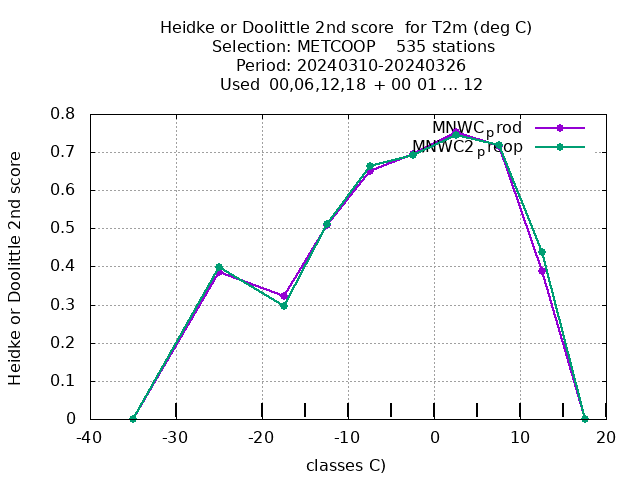 Heidke or Doolittle 2nd score  for T2m (deg C)
Selection: METCOOP    535 stations
Period: 20240310-20240326
Used  00,06,12,18  + 00 01 ... 12
Heidke or Doolittle 2nd score
0.8
0.7
0.6
0.5
0.4
0.3
0.2
0.1
0
MNWC_prod
MNWC2_preop
-40 -30 -20 -10 0 10 20
classes C)